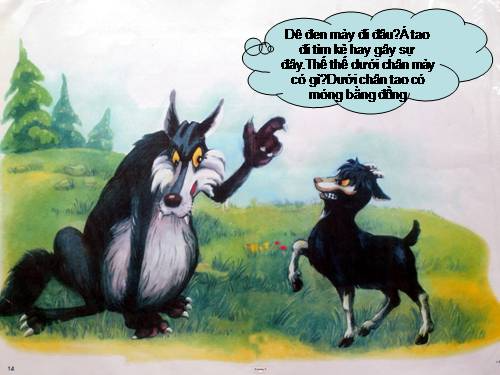 Dê đen mày đi đâu?Á tao
đi tìm kẻ hay gây sự
đây.Thế thế dưới chân mày
có gì?Dưới chân tao có
móng bằng đồng
14